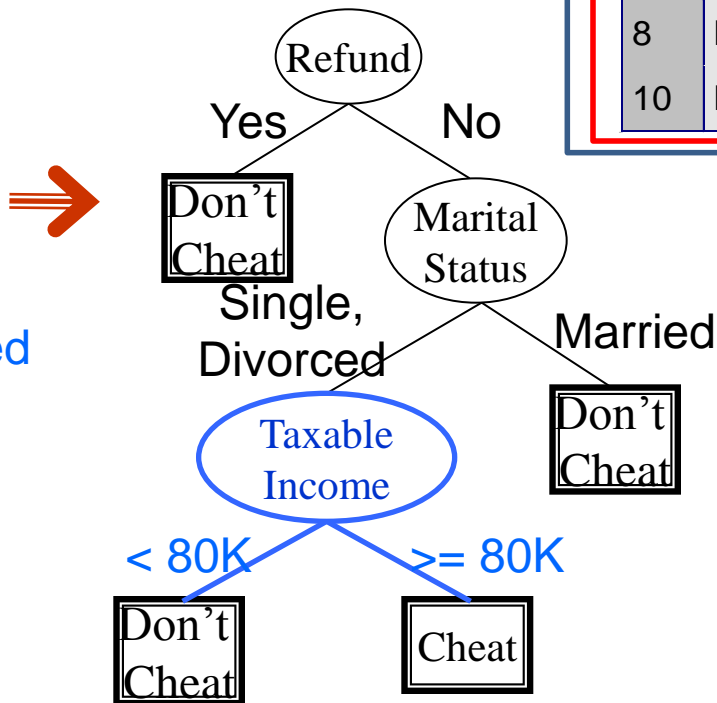 8
10
Refund
Yes
No
Don't
Cheat
Marital
Status
Single,
Divorced
Married
Taxable
Income
Don't
Cheat
< 80K
>= 80K
Don't
Cheat
Cheat